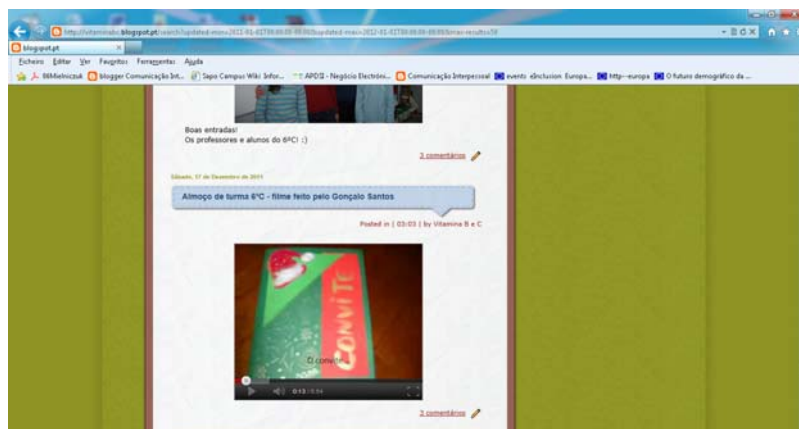 blogspot.pt
Ficheiro Editar Ver Favoritos Ferramentas Ajuda
86Mielniczuk blogger Comunicação Int... Sapo Campus Wiki Infor... APDSI - Negócio Electróni... Comunicação Interpessoal events eInclusion Europa... http--europa O futuro demográfico da ...
Boas entradas!
Os professores e alunos do 6ºC! :)
3 comentários
Sábado, 17 de Dezembro de 2011
Almoço de turma 6ºC - filme feito pelo Gonçalo Santos
Posted in | 03:03 | by Vitamina B e C
CONVITE
O convite...
3 comentários